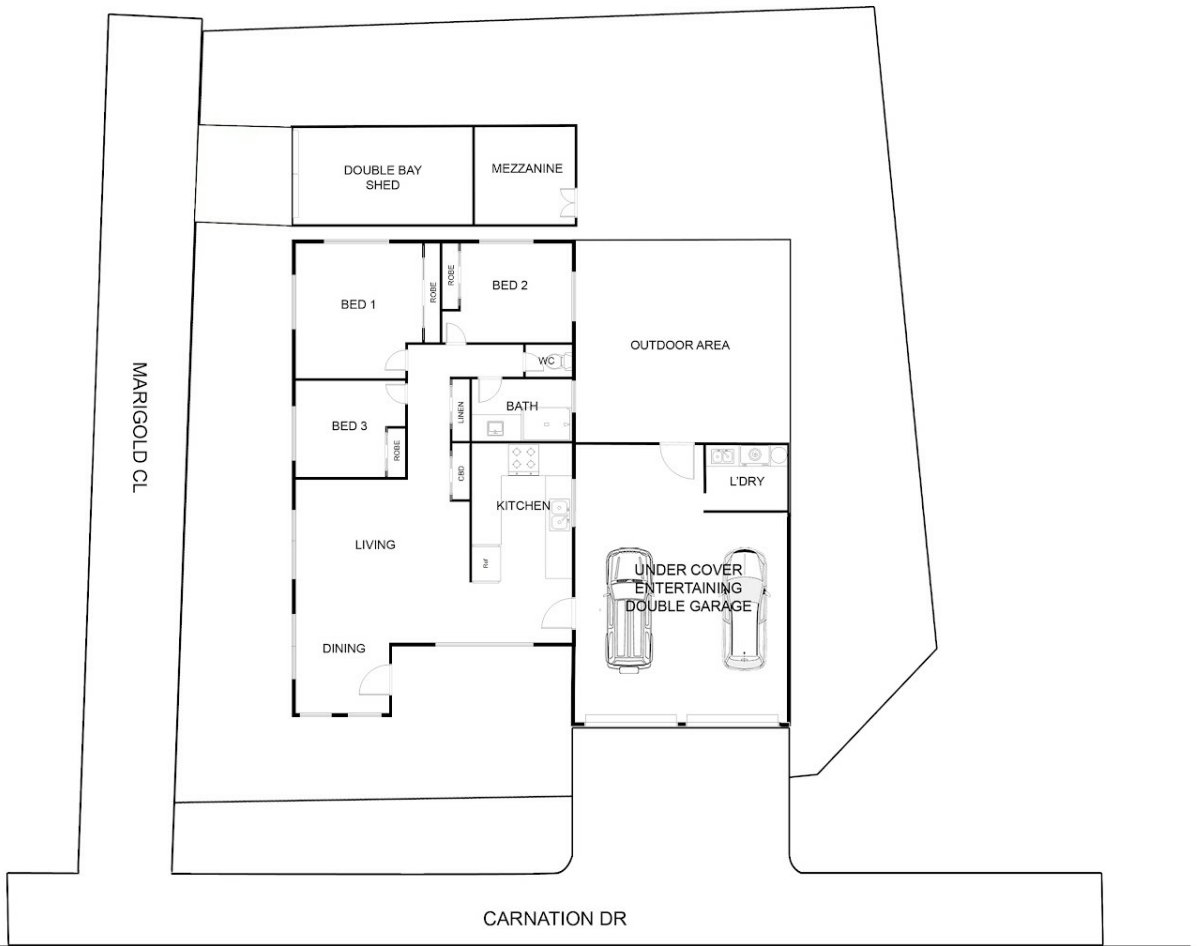 DOUBLE BAY
SHED
MEZZANINE
BED 1
ROBE
ROBE
BED 2
OUTDOOR AREA
WC
MARIGOLD CL
BED 3
ROBE
LINEN
BATH
CBD
KITCHEN
L'DRY
LIVING
Ref
UNDER COVER
ENTERTAINING
DOUBLE GARAGE
DINING
CARNATION DR